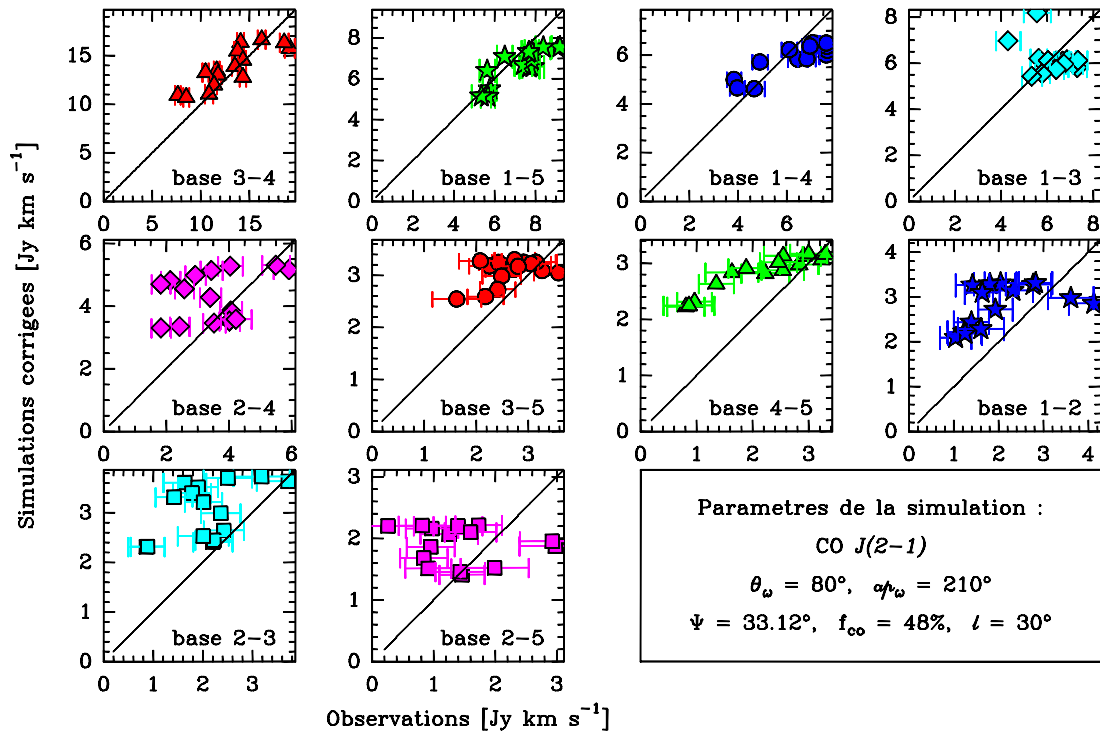 Simulations corrigees [Jy km s⁻¹]
15
10
5
0
base 3-4
0 5 10 15
8
6
4
2
0
base 1-5
0 2 4 6 8
8
6
4
2
0
base 1-4
0 2 4 6
8
6
4
2
0
base 1-3
0 2 4 6 8
6
4
2
0
base 2-4
0 1 2 3 4 5 6
3
2
1
0
base 3-5
0 1 2 3
3
2
1
0
base 4-5
0 1 2 3
4
3
2
1
0
base 1-2
0 1 2 3 4
3
2
1
0
base 2-3
0 1 2 3
3
2
1
0
base 2-5
0 1 2 3
Parametres de la simulation :
CO J(2-1)
θω = 80°, apω = 210°
Ψ = 33.12°, fco = 48%, l = 30°
Observations [Jy km s⁻¹]